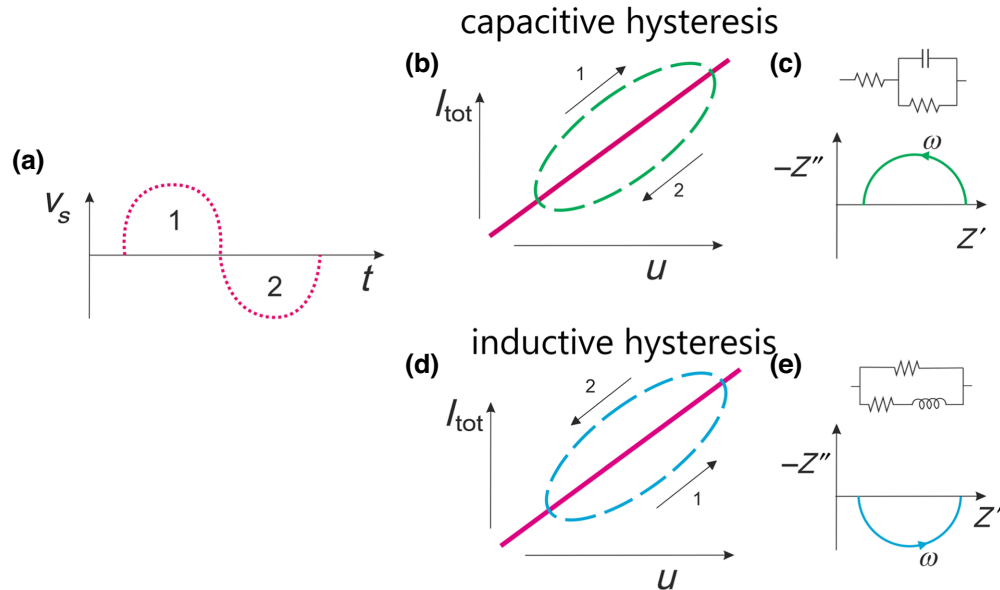 capacitive hysteresis
(a)
v_s
1
2
t
(b)
I_tot
1
2
u
(c)
−Z″
ω
Z′
inductive hysteresis
(d)
I_tot
2
1
u
(e)
−Z″
Z′
ω